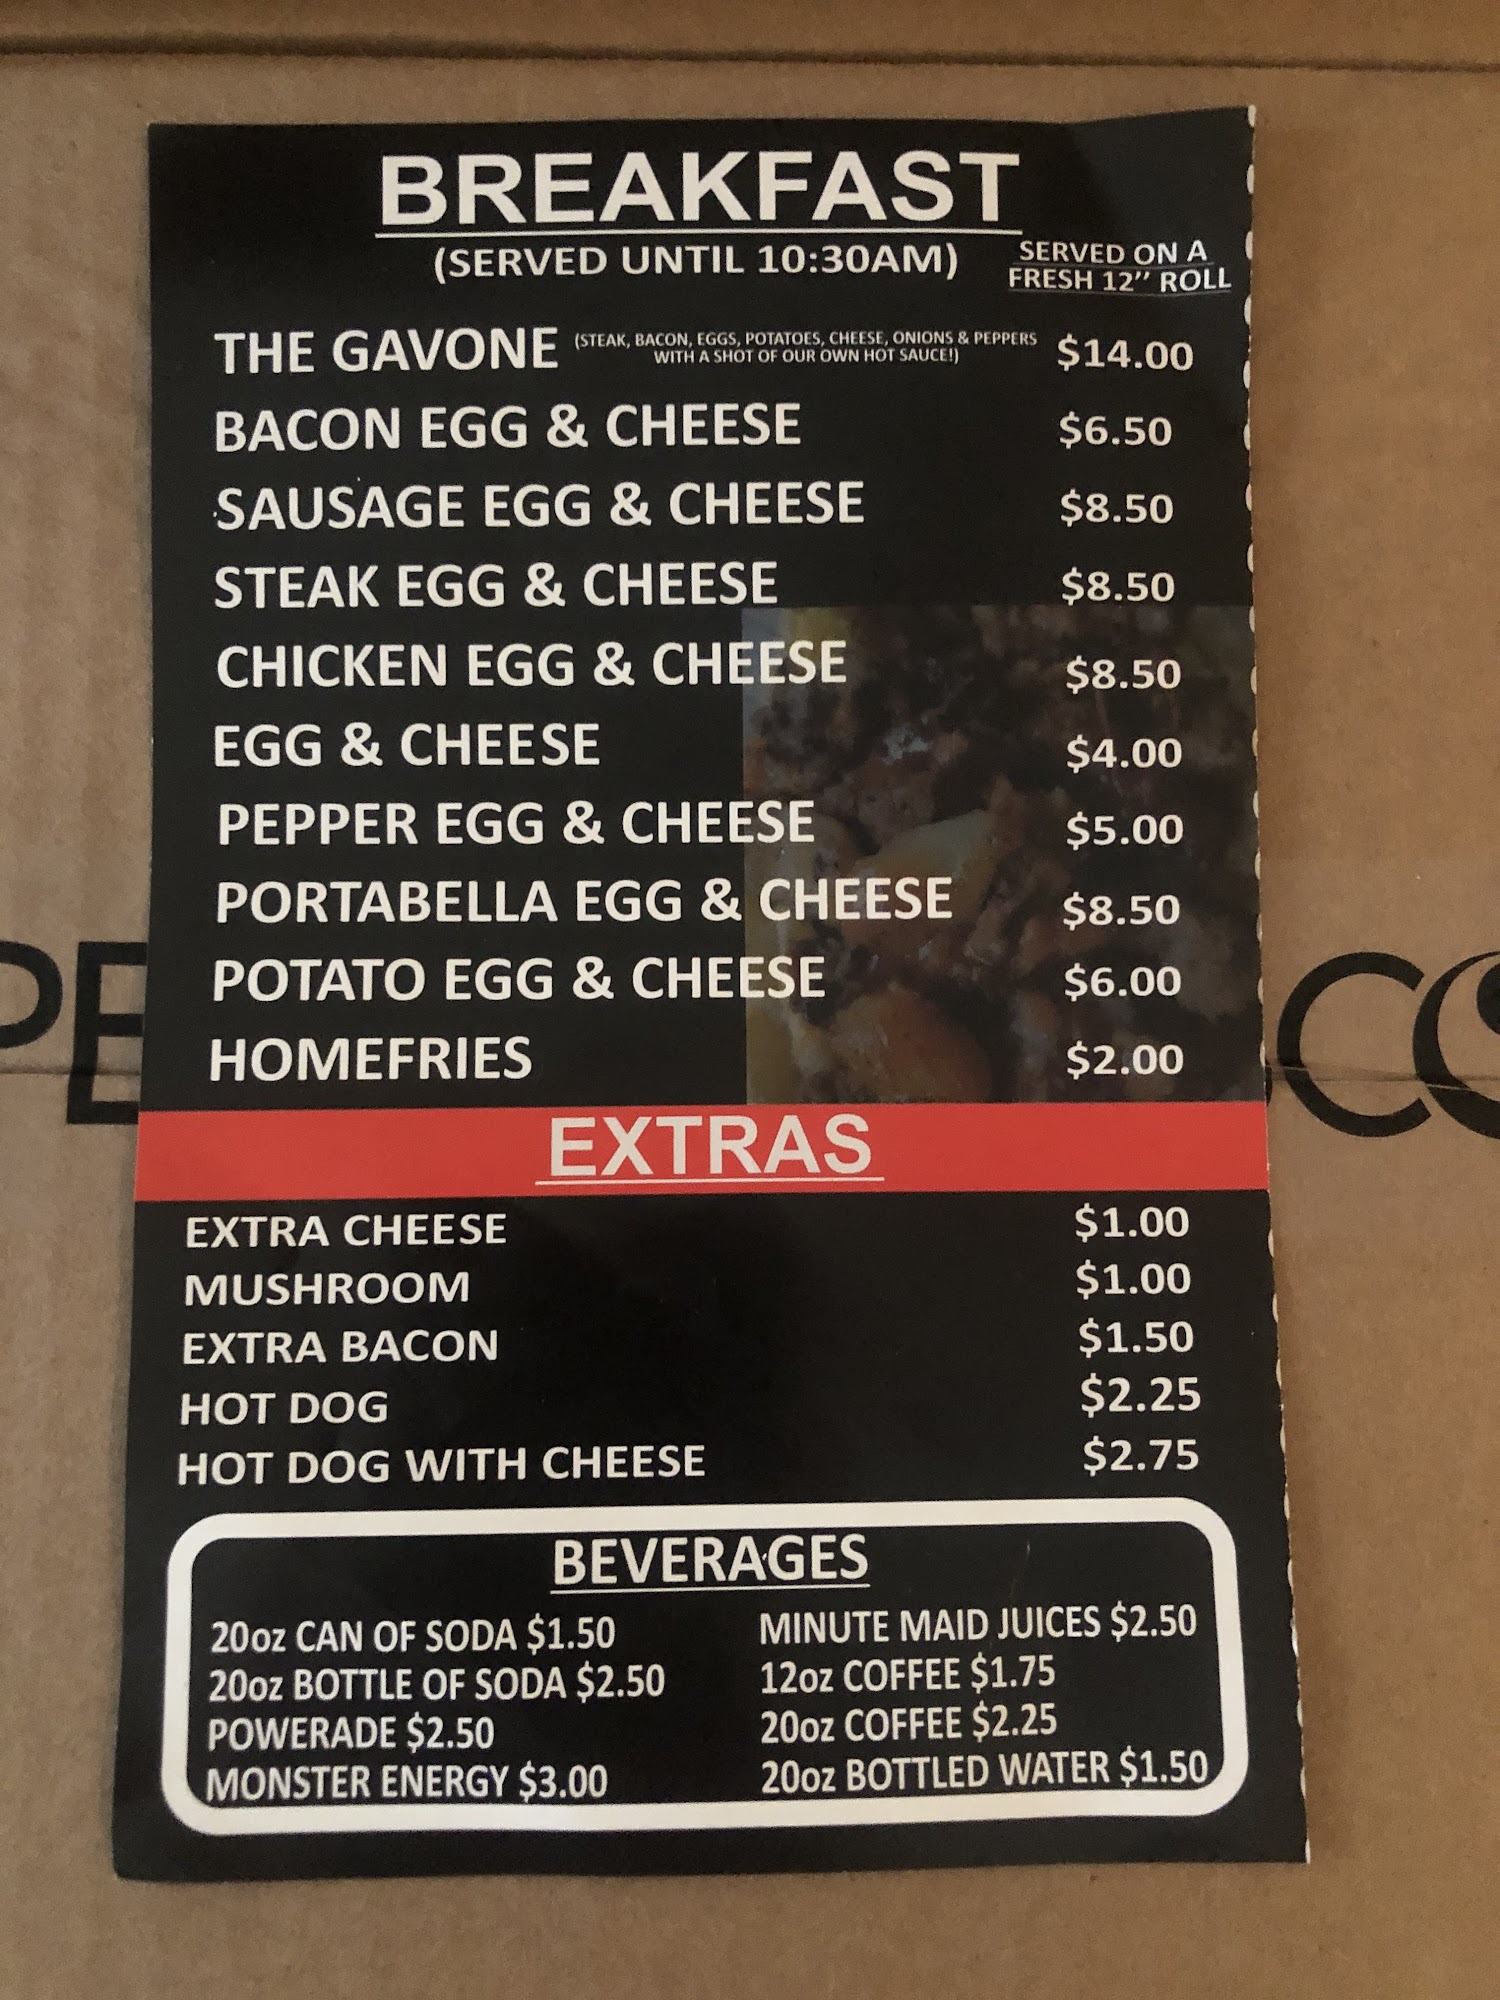 BREAKFAST
(SERVED UNTIL 10:30AM)
SERVED ON A
FRESH 12" ROLL
THE GAVONE (STEAK, BACON, EGGS, POTATOES, CHEESE, ONIONS & PEPPERS
WITH A SHOT OF OUR OWN HOT SAUCE!) $14.00
BACON EGG & CHEESE $6.50
SAUSAGE EGG & CHEESE $8.50
STEAK EGG & CHEESE $8.50
CHICKEN EGG & CHEESE $8.50
EGG & CHEESE $4.00
PEPPER EGG & CHEESE $5.00
PORTABELLA EGG & CHEESE $8.50
POTATO EGG & CHEESE $6.00
HOMEFRIES $2.00
EXTRAS
EXTRA CHEESE $1.00
MUSHROOM $1.00
EXTRA BACON $1.50
HOT DOG $2.25
HOT DOG WITH CHEESE $2.75
BEVERAGES
20oz CAN OF SODA $1.50
20oz BOTTLE OF SODA $2.50
POWERADE $2.50
MONSTER ENERGY $3.00
MINUTE MAID JUICES $2.50
12oz COFFEE $1.75
20oz COFFEE $2.25
20oz BOTTLED WATER $1.50